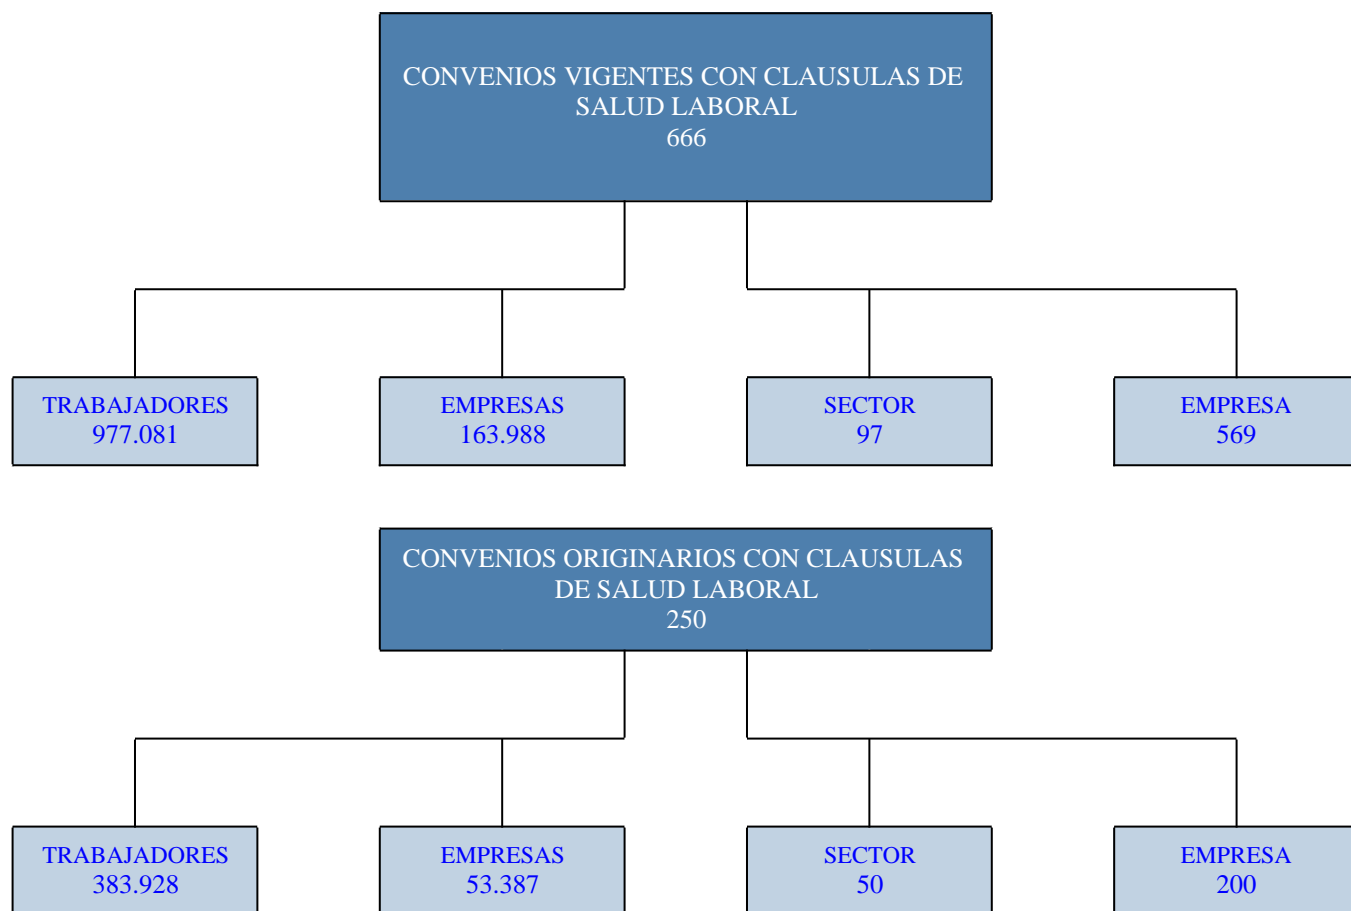 CONVENIOS VIGENTES CON CLAUSULAS DE
SALUD LABORAL
666
TRABAJADORES
977.081
EMPRESAS
163.988
SECTOR
97
EMPRESA
569
CONVENIOS ORIGINARIOS CON CLAUSULAS
DE SALUD LABORAL
250
TRABAJADORES
383.928
EMPRESAS
53.387
SECTOR
50
EMPRESA
200